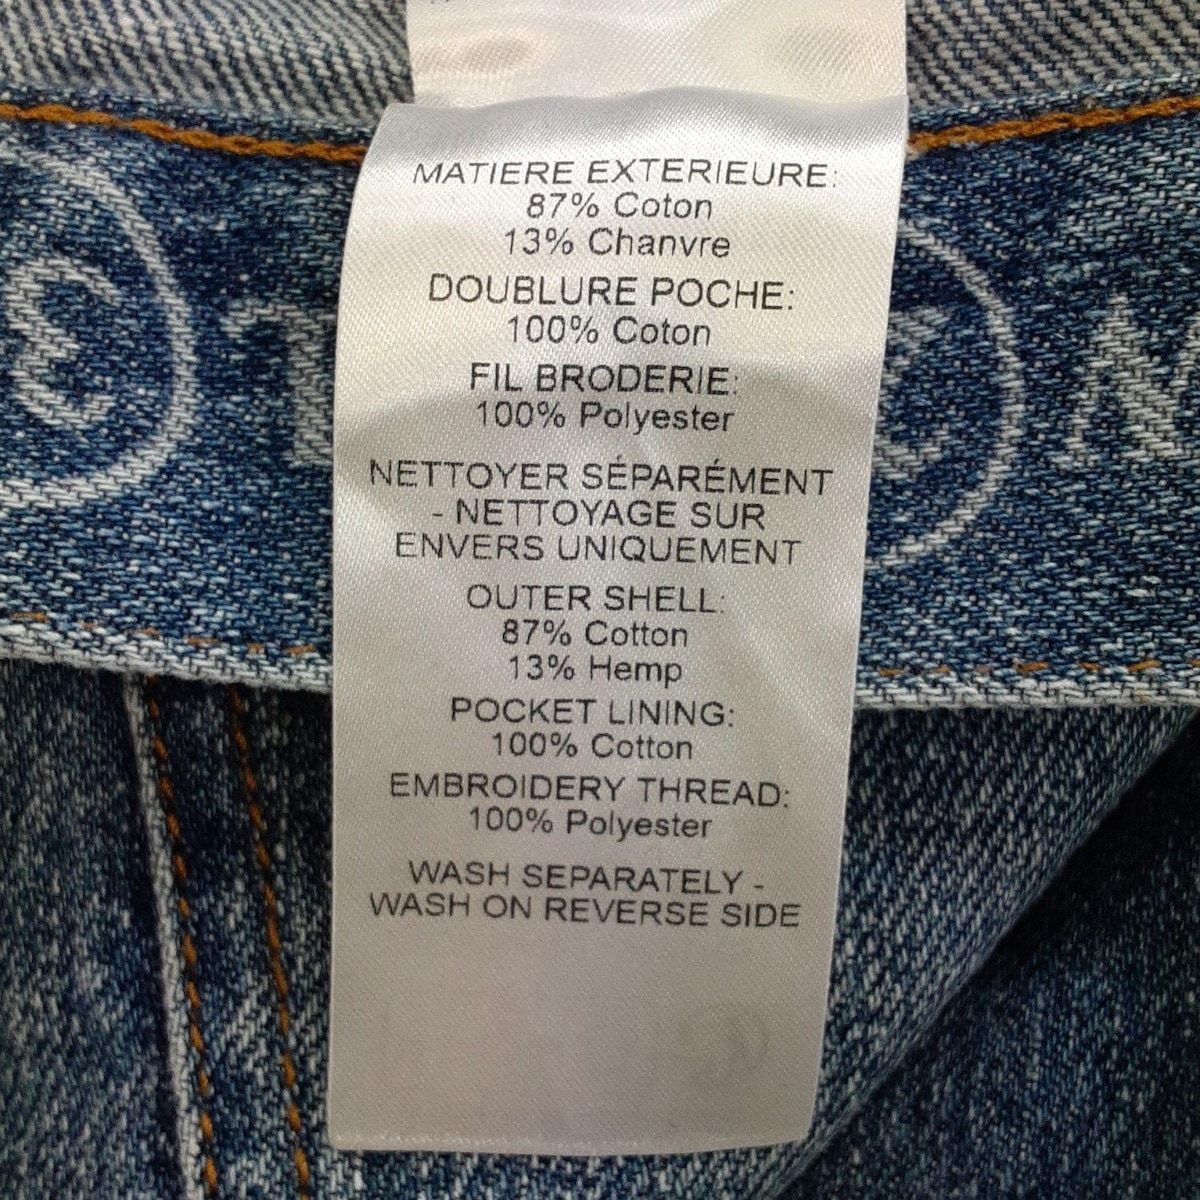 MATIERE EXTERIEURE:
87% Coton
13% Chanvre
DOUBLURE POCHE:
100% Coton
FIL BRODERIE:
100% Polyester
NETTOYER SÉPARÉMENT
- NETTOYAGE SUR
ENVERS UNIQUEMENT
OUTER SHELL:
87% Cotton
13% Hemp
POCKET LINING:
100% Cotton
EMBROIDERY THREAD:
100% Polyester
WASH SEPARATELY -
WASH ON REVERSE SIDE